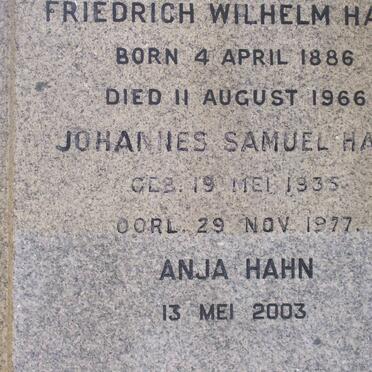 FRIEDRICH WILHELM HA
BORN 4 APRIL 1886
DIED 11 AUGUST 1966
JOHANNES SAMUEL HA
GEB. 19 MEI 1935
OORL. 29 NOV 1977.
ANJA HAHN
13 MEI 2003